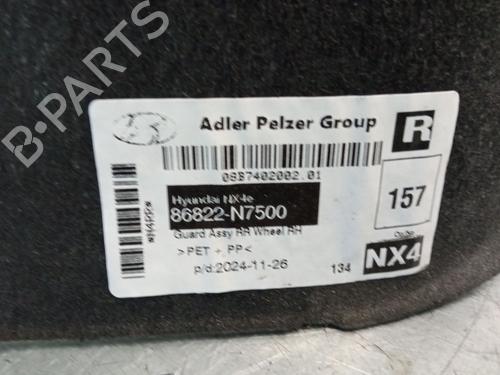 B-PARTS
Adler Pelzer Group
R
08B7402002.01
Hyundai NX4e
86822-N7500
157
Guard Assy RR Wheel RH
>PET + PP<
p/d:2024-11-26
134
NX4